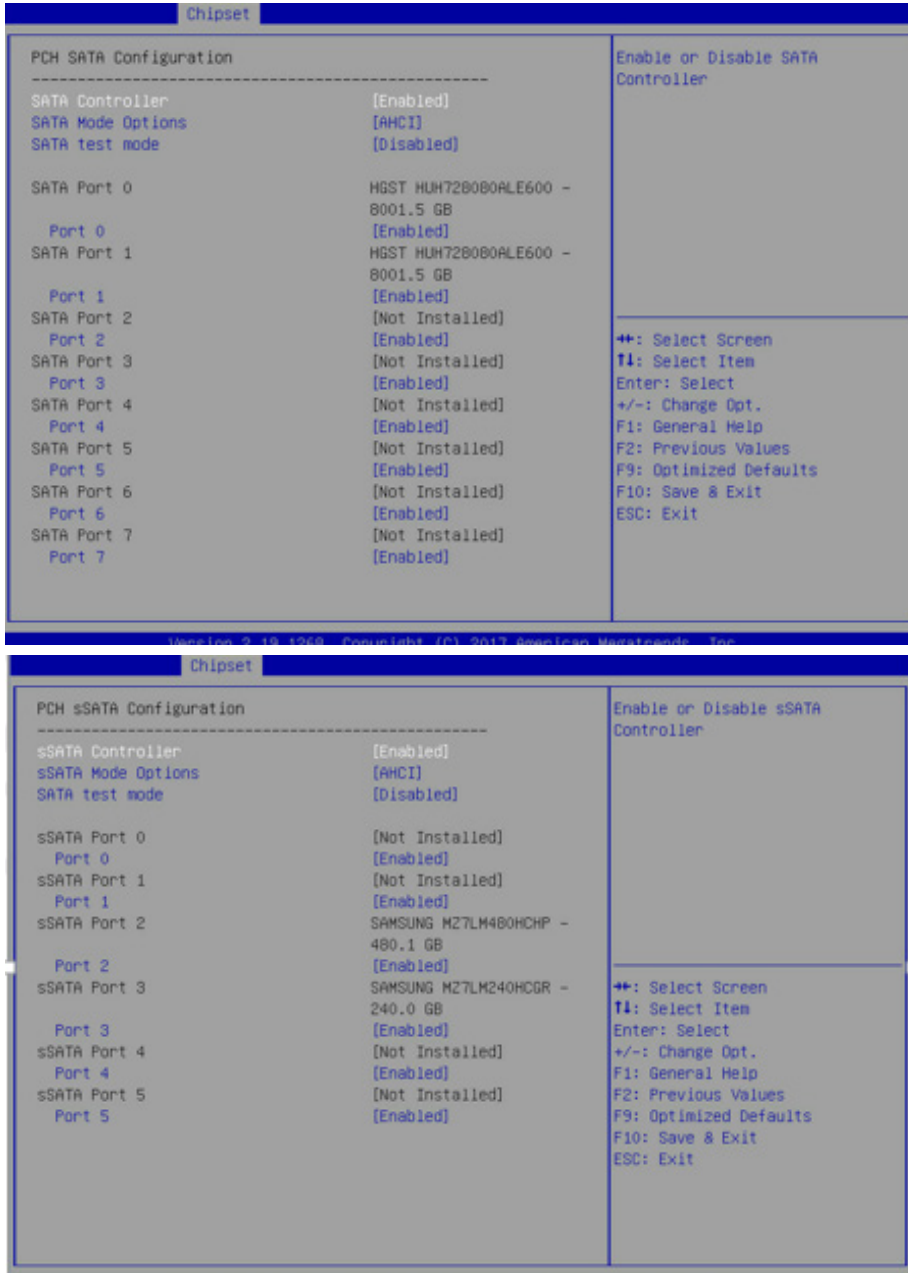 Chipset
PCH SATA Configuration
------------------------------------------------
SATA Controller [Enabled]
SATA Mode Options [AHCI]
SATA test mode [Disabled]
SATA Port 0 HGST HUH728080ALE600 -
8001.5 GB
Port 0 [Enabled]
SATA Port 1 HGST HUH728080ALE600 -
8001.5 GB
Port 1 [Enabled]
SATA Port 2 [Not Installed]
Port 2 [Enabled]
SATA Port 3 [Not Installed]
Port 3 [Enabled]
SATA Port 4 [Not Installed]
Port 4 [Enabled]
SATA Port 5 [Not Installed]
Port 5 [Enabled]
SATA Port 6 [Not Installed]
Port 6 [Enabled]
SATA Port 7 [Not Installed]
Port 7 [Enabled]
Enable or Disable SATA
Controller
→←: Select Screen
↑↓: Select Item
Enter: Select
+/-: Change Opt.
F1: General Help
F2: Previous Values
F9: Optimized Defaults
F10: Save & Exit
ESC: Exit
Version 2.19.1268. Copyright (C) 2017 American Megatrends, Inc.
Chipset
PCH sSATA Configuration
------------------------------------------------
sSATA Controller [Enabled]
sSATA Mode Options [AHCI]
SATA test mode [Disabled]
sSATA Port 0 [Not Installed]
Port 0 [Enabled]
sSATA Port 1 [Not Installed]
Port 1 [Enabled]
sSATA Port 2 SAMSUNG MZ7LM480HCHP -
480.1 GB
Port 2 [Enabled]
sSATA Port 3 SAMSUNG MZ7LM240HCGR -
240.0 GB
Port 3 [Enabled]
sSATA Port 4 [Not Installed]
Port 4 [Enabled]
sSATA Port 5 [Not Installed]
Port 5 [Enabled]
Enable or Disable sSATA
Controller
→←: Select Screen
↑↓: Select Item
Enter: Select
+/-: Change Opt.
F1: General Help
F2: Previous Values
F9: Optimized Defaults
F10: Save & Exit
ESC: Exit